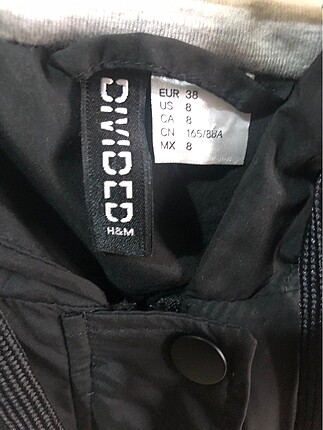 DIVIDED
H&M
EUR 38
US 8
CA 8
CN 165/88A
MX 8